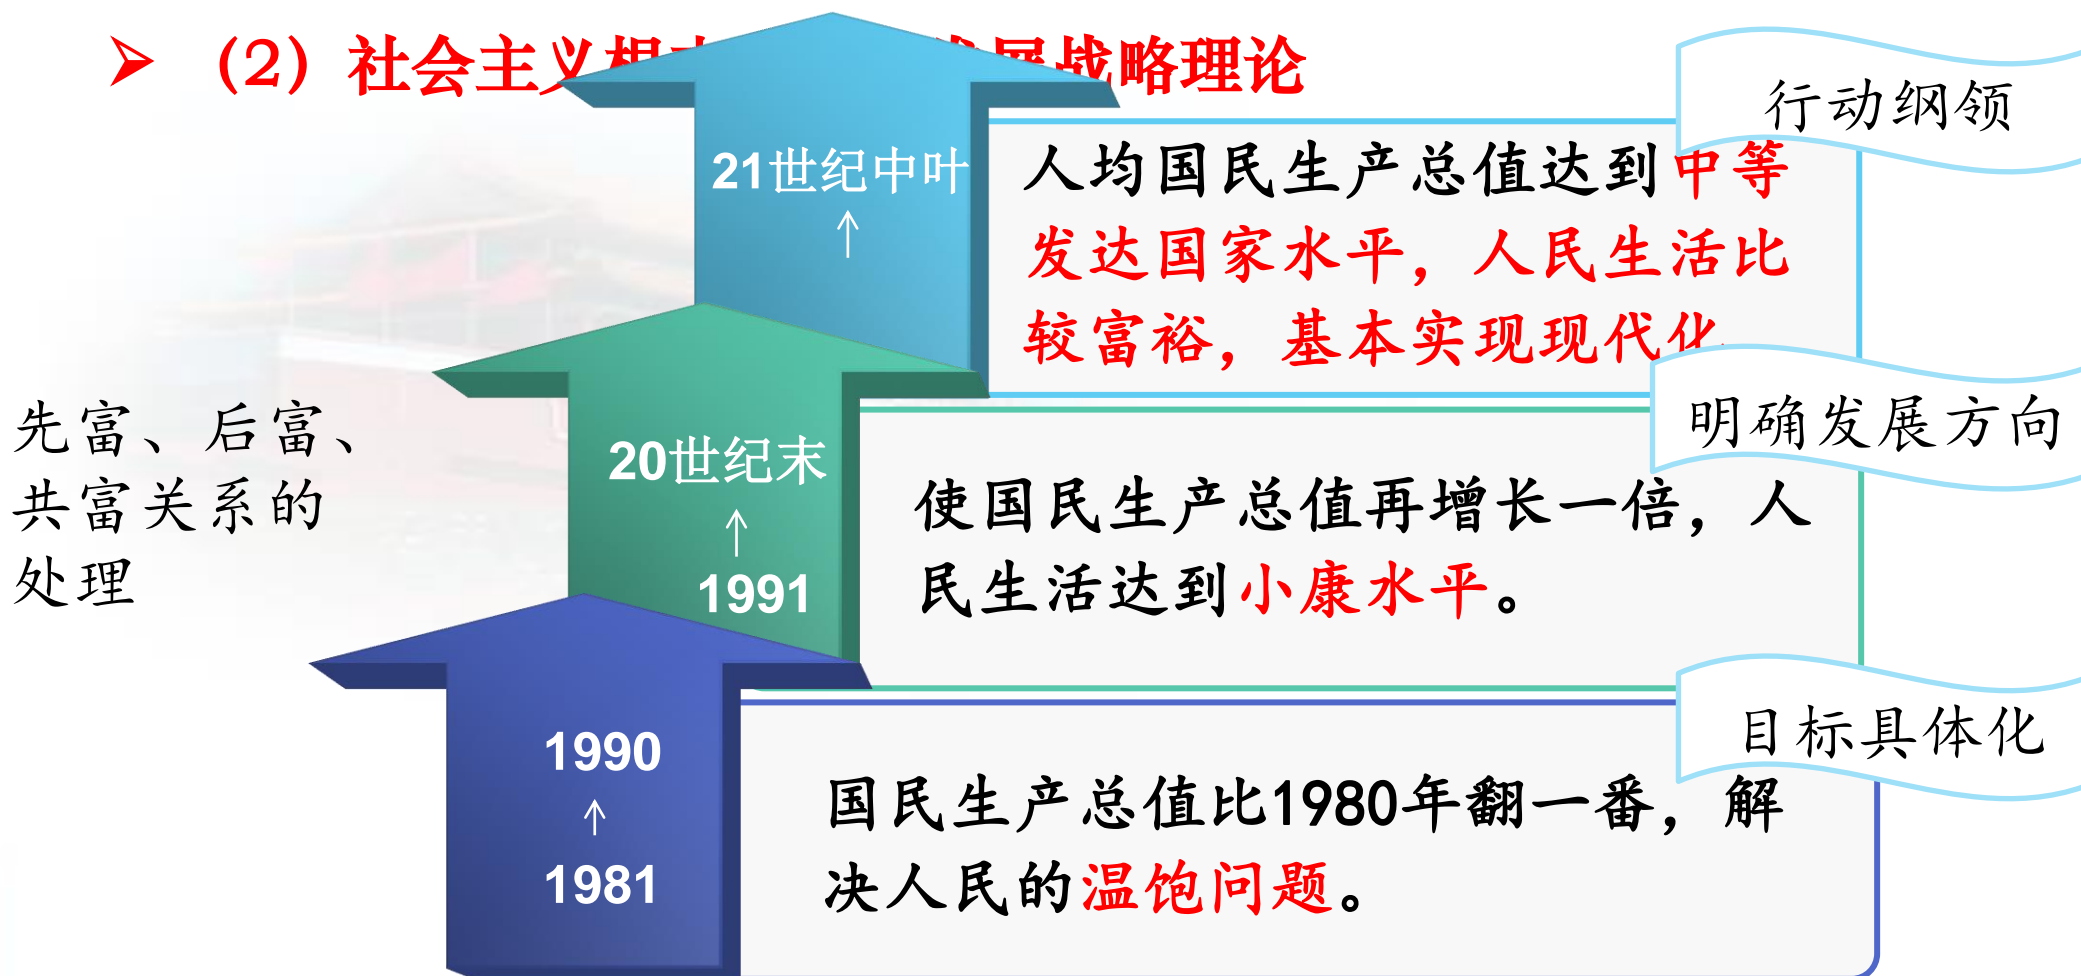 （2）社会主义 发展战略理论
行动纲领
21世纪中叶
↑
人均国民生产总值达到中等
发达国家水平，人民生活比
较富裕，基本实现现代化
明确发展方向
先富、后富、
共富关系的
处理
20世纪末
↑
1991
使国民生产总值再增长一倍，人
民生活达到小康水平。
目标具体化
1990
↑
1981
国民生产总值比1980年翻一番，解
决人民的温饱问题。